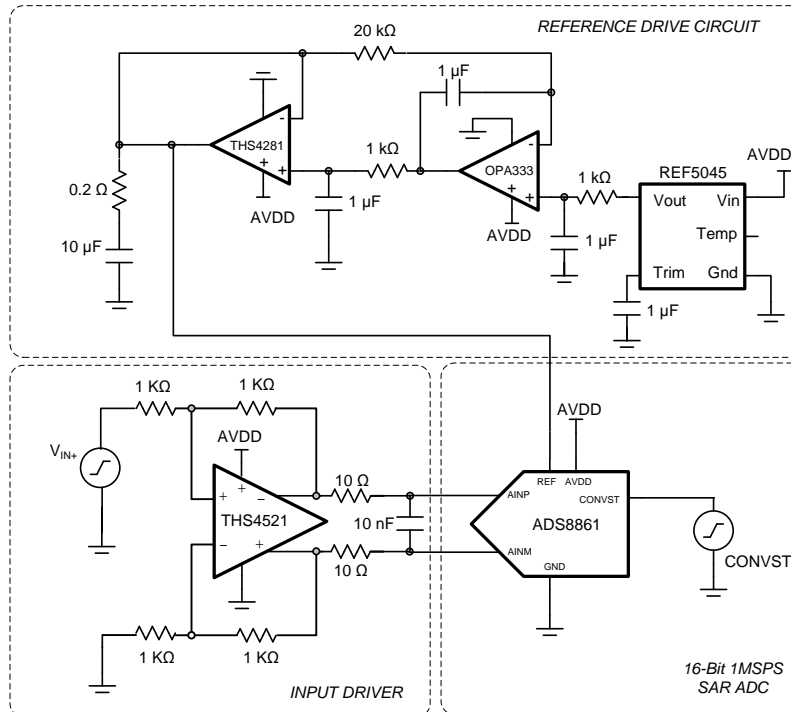 REFERENCE DRIVE CIRCUIT
20 kΩ
1 µF
-
THS4281
+
+
AVDD
1 kΩ
1 µF
-
OPA333
+
+
AVDD
1 kΩ
1 µF
REF5045
AVDD
Vout
Vin
Temp
Trim
Gnd
1 µF
0.2 Ω
10 µF
1 KΩ
1 KΩ
VIN+
AVDD
+
+
−
THS4521
−
+
10 Ω
10 nF
10 Ω
1 KΩ
1 KΩ
INPUT DRIVER
AVDD
REF
AVDD
AINP
CONVST
ADS8861
AINM
GND
CONVST
16-Bit 1MSPS
SAR ADC